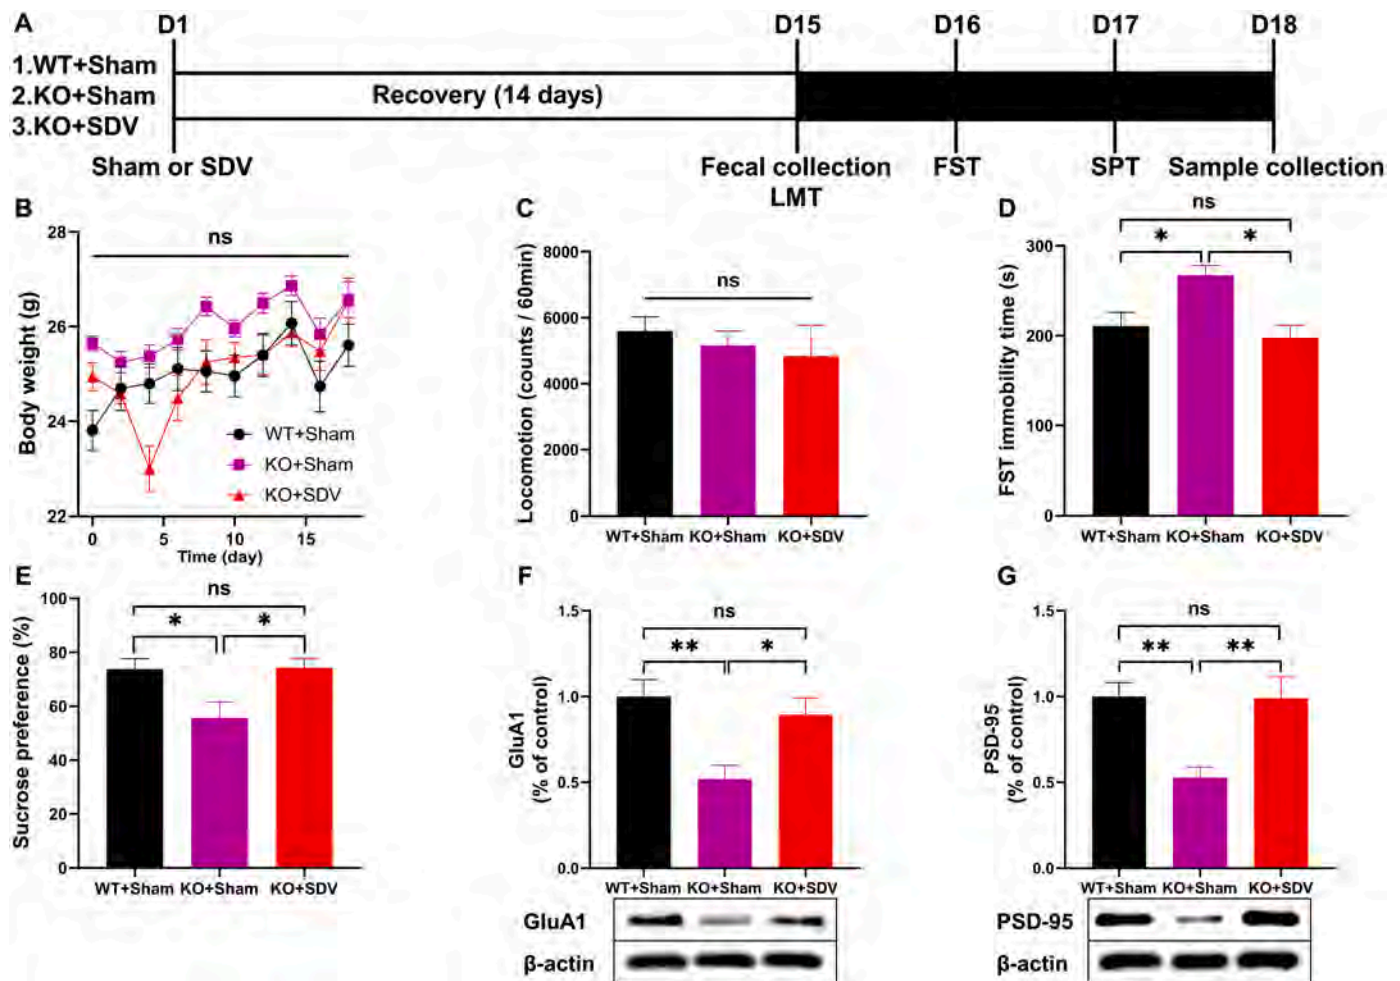 A
D1
D15
D16
D17
D18
1.WT+Sham
2.KO+Sham
3.KO+SDV
Recovery (14 days)
Sham or SDV
Fecal collection
LMT
FST
SPT
Sample collection
B
Body weight (g)
28
26
24
22
ns
WT+Sham
KO+Sham
KO+SDV
0
5
10
15
Time (day)
C
Locomotion (counts / 60min)
8000
6000
4000
2000
0
ns
WT+Sham
KO+Sham
KO+SDV
D
FST immobility time (s)
300
200
100
0
ns
*
*
WT+Sham
KO+Sham
KO+SDV
E
Sucrose preference (%)
100
80
60
40
20
0
ns
*
*
WT+Sham
KO+Sham
KO+SDV
F
GluA1
(% of control)
1.5
1.0
0.5
0.0
ns
**
*
WT+Sham
KO+Sham
KO+SDV
GluA1
β-actin
G
PSD-95
(% of control)
1.5
1.0
0.5
0.0
ns
**
**
WT+Sham
KO+Sham
KO+SDV
PSD-95
β-actin